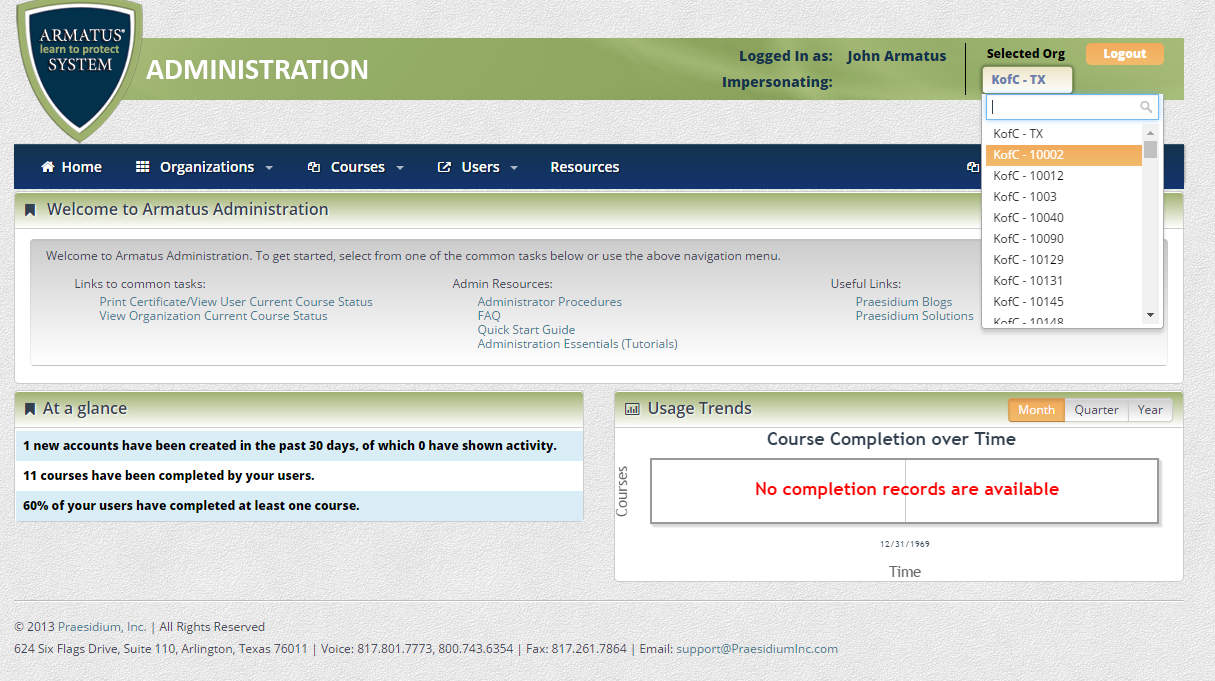 ARMATUS®
learn to protect
SYSTEM
ADMINISTRATION
Logged In as: John Armatus
Impersonating:
Selected Org
KofC - TX
Logout
KofC - TX
KofC - 10002
KofC - 10012
KofC - 1003
KofC - 10040
KofC - 10090
KofC - 10129
KofC - 10131
KofC - 10145
KofC - 10148
Home Organizations Courses Users Resources
Welcome to Armatus Administration
Welcome to Armatus Administration. To get started, select from one of the common tasks below or use the above navigation menu.
Links to common tasks:
Print Certificate/View User Current Course Status
View Organization Current Course Status
Admin Resources:
Administrator Procedures
FAQ
Quick Start Guide
Administration Essentials (Tutorials)
Useful Links:
Praesidium Blogs
Praesidium Solutions
At a glance
1 new accounts have been created in the past 30 days, of which 0 have shown activity.
11 courses have been completed by your users.
60% of your users have completed at least one course.
Usage Trends
Month Quarter Year
Course Completion over Time
Courses
No completion records are available
12/31/1969
Time
© 2013 Praesidium, Inc. | All Rights Reserved
624 Six Flags Drive, Suite 110, Arlington, Texas 76011 | Voice: 817.801.7773, 800.743.6354 | Fax: 817.261.7864 | Email: support@PraesidiumInc.com